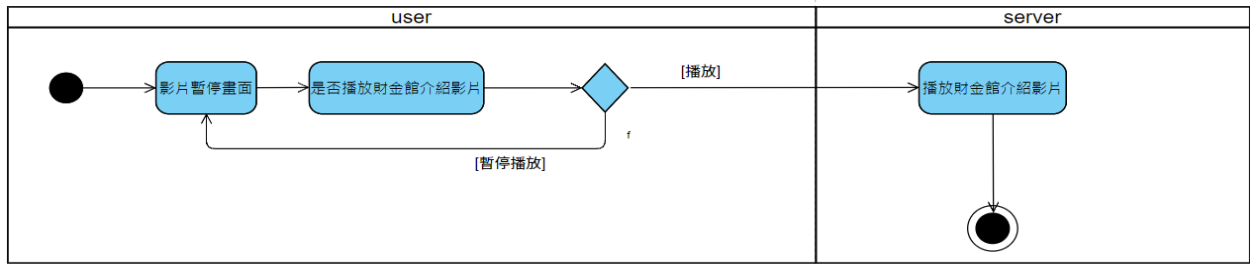 user
server
影片暫停畫面
是否播放財金館介紹影片
[播放]
播放財金館介紹影片
f
[暫停播放]